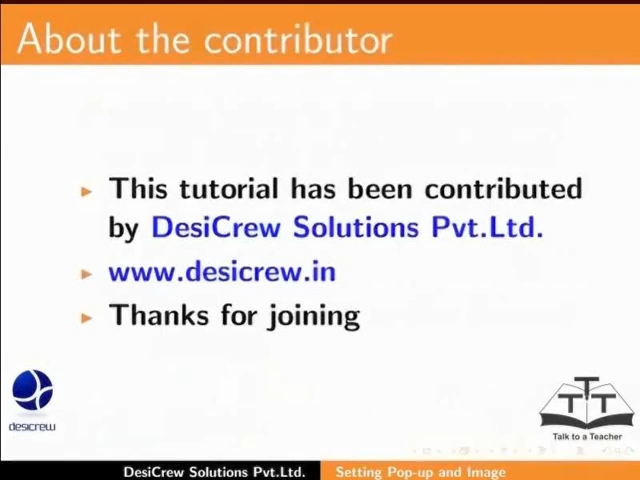 About the contributor
This tutorial has been contributed
by DesiCrew Solutions Pvt.Ltd.
www.desicrew.in
Thanks for joining
desicrew
TTT
Talk to a Teacher
DesiCrew Solutions Pvt.Ltd. Setting Pop-up and Image